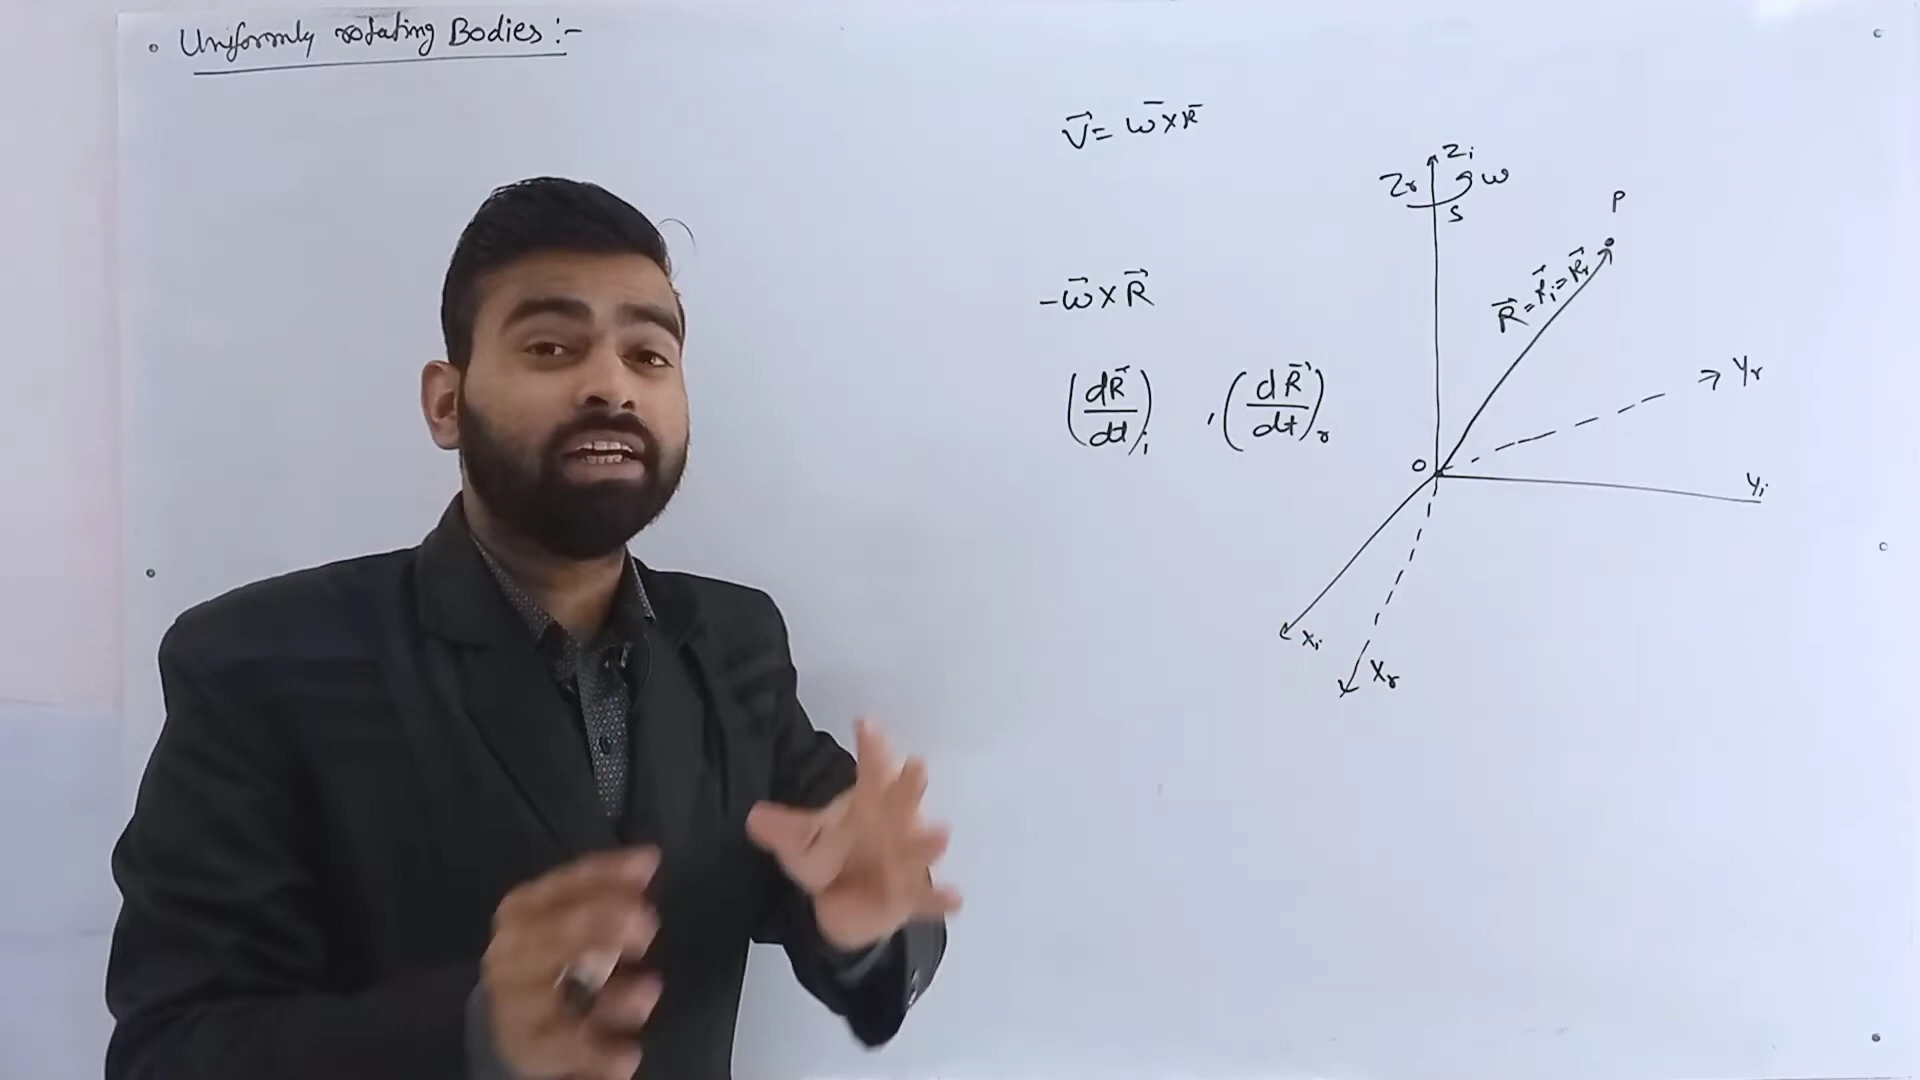 • Uniformly rotating Bodies :-
V⃗ = ω̄ × R̄
- ω⃗ × R⃗
(dR⃗/dt)i , (dR⃗/dt)r
Zi
Zr
ω
S
P
R⃗ = R⃗i = R⃗r
Yr
O
Yi
Xi
Xr